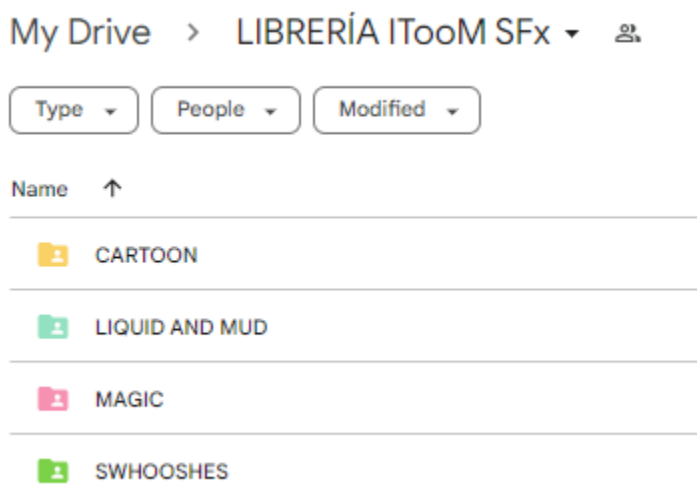 My Drive > LIBRERÍA ITooM SFx
Type People Modified
Name
CARTOON
LIQUID AND MUD
MAGIC
SWHOOSHES